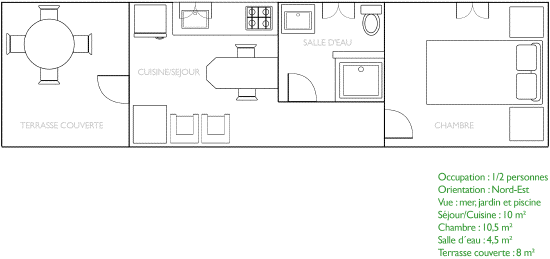 SALLE D'EAU
CUISINE/SEJOUR
TERRASSE COUVERTE
CHAMBRE
Occupation : 1/2 personnes
Orientation : Nord-Est
Vue : mer, jardin et piscine
Séjour/Cuisine : 10 m²
Chambre : 10,5 m²
Salle d´eau : 4,5 m²
Terrasse couverte : 8 m²